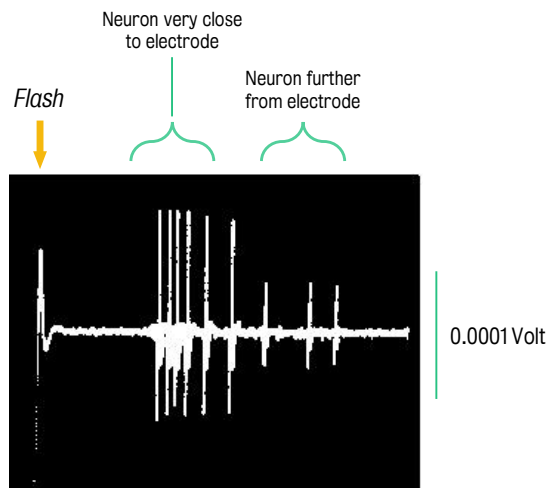 Neuron very close
to electrode
Neuron further
from electrode
Flash
0.0001 Volt